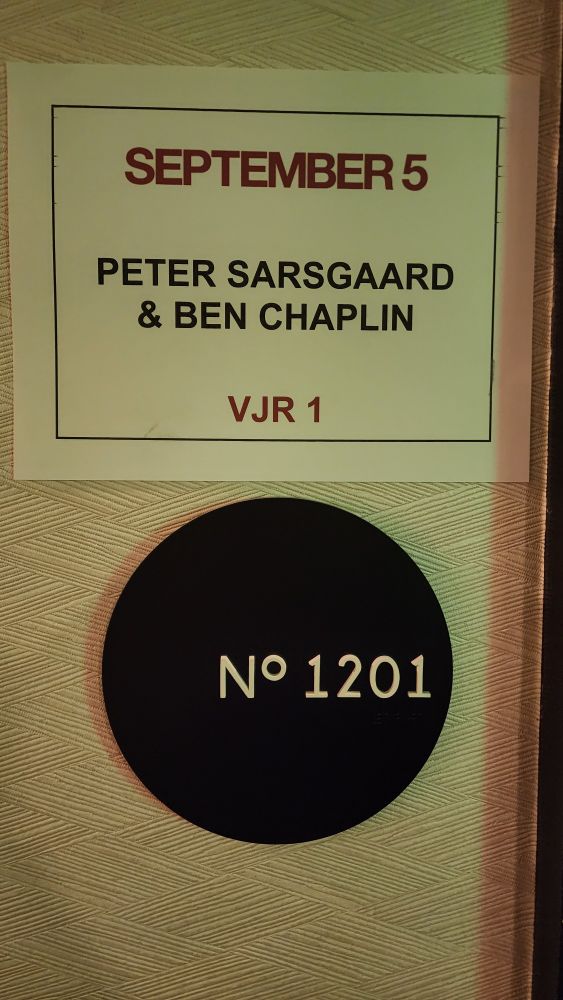 SEPTEMBER 5
PETER SARSGAARD
& BEN CHAPLIN
VJR 1
Nº 1201